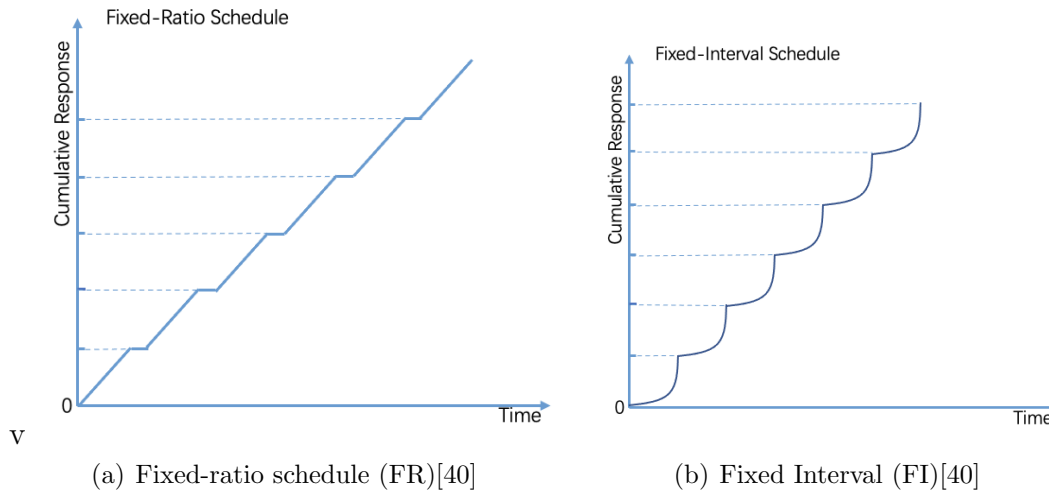 Fixed-Ratio Schedule
Cumulative Response
0
Time
Fixed-Interval Schedule
Cumulative Response
0
Time
v
(a) Fixed-ratio schedule (FR)[40]
(b) Fixed Interval (FI)[40]